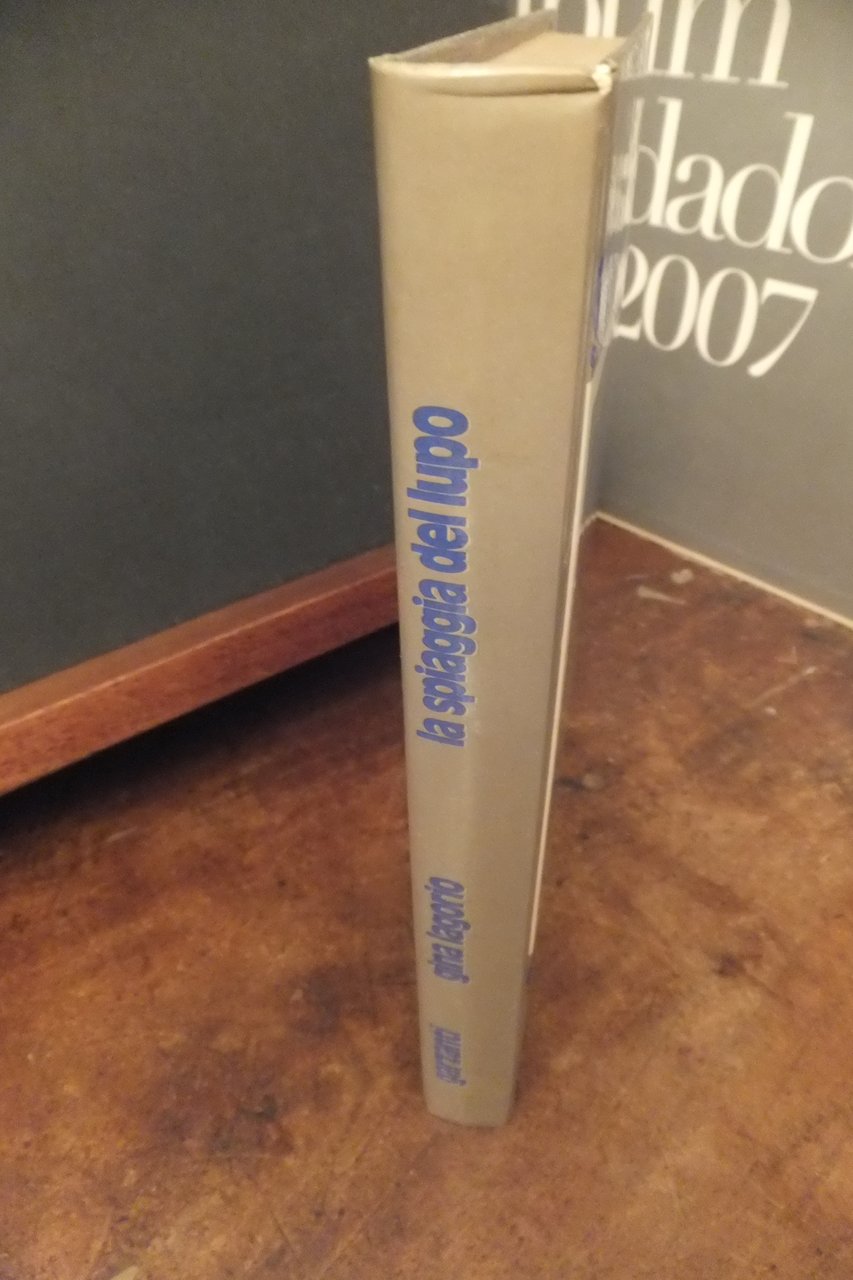 la spiaggia del lupo
gina lagorio
garzanti
2007